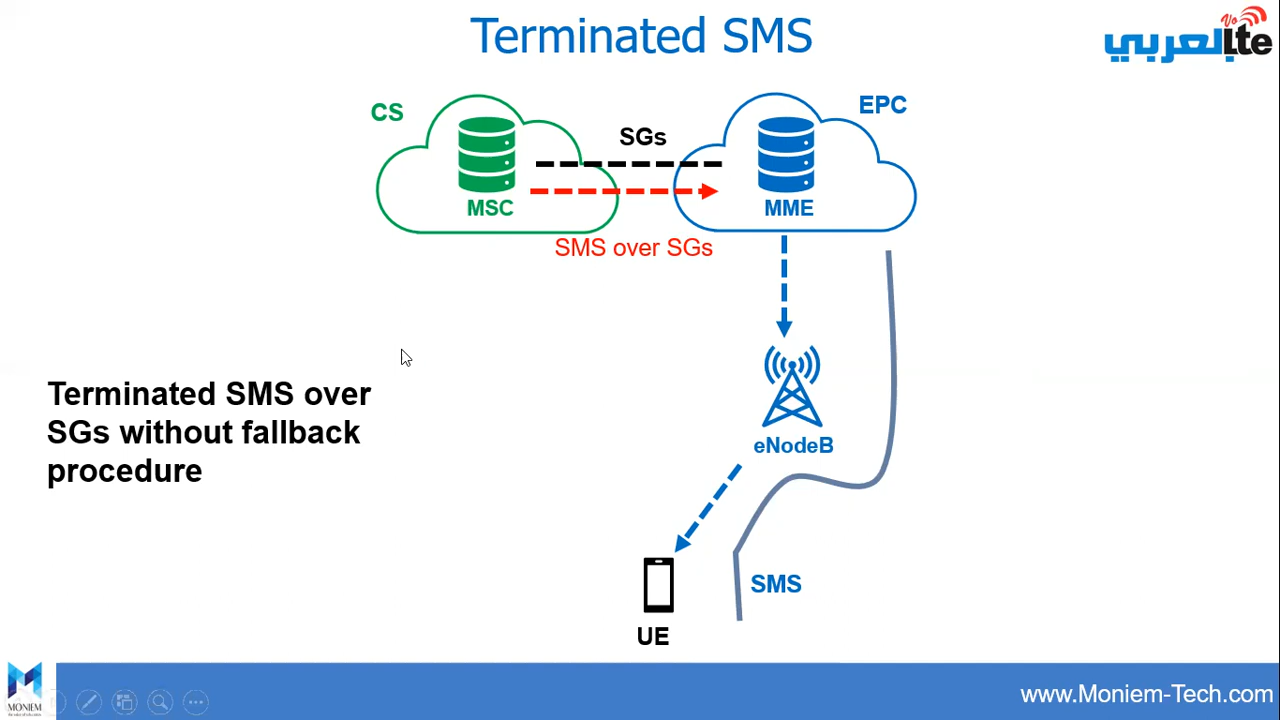 Terminated SMS
Vo
lte بالعربي
CS
EPC
SGs
MSC
MME
SMS over SGs
Terminated SMS over
SGs without fallback
procedure
eNodeB
SMS
UE
MONIEM
www.Moniem-Tech.com